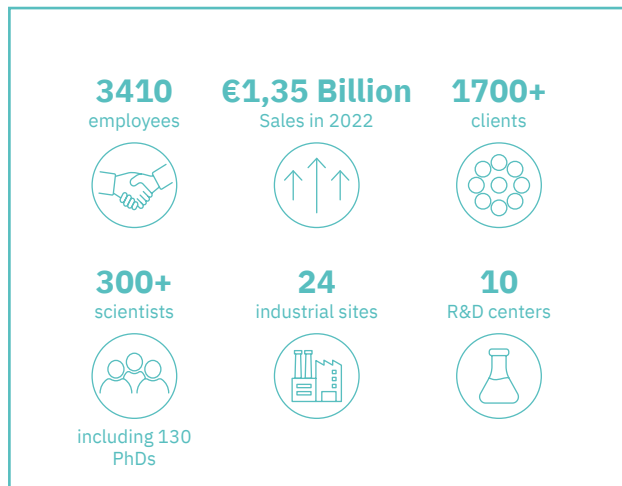 3410
employees
€1,35 Billion
Sales in 2022
1700+
clients
300+
scientists
including 130
PhDs
24
industrial sites
10
R&D centers